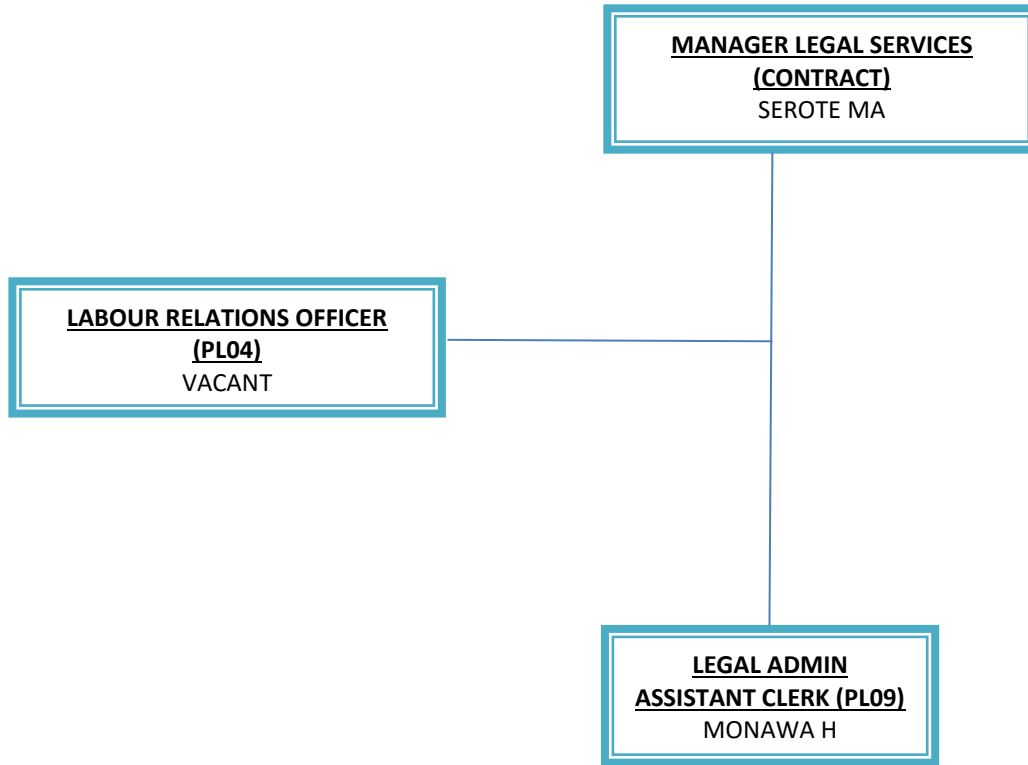 MANAGER LEGAL SERVICES
(CONTRACT)
SEROTE MA
LABOUR RELATIONS OFFICER
(PL04)
VACANT
LEGAL ADMIN
ASSISTANT CLERK (PL09)
MONAWA H